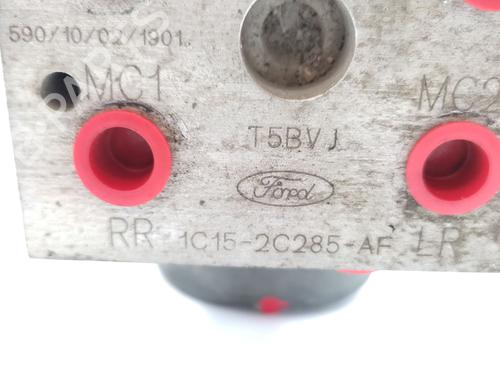 590/10/02/1901
MC1
MC2
T5BVJ
Ford
RR 1C15-2C285-AF LR